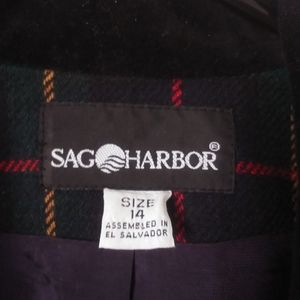 SAG HARBOR®
SIZE
14
ASSEMBLED IN
EL SALVADOR